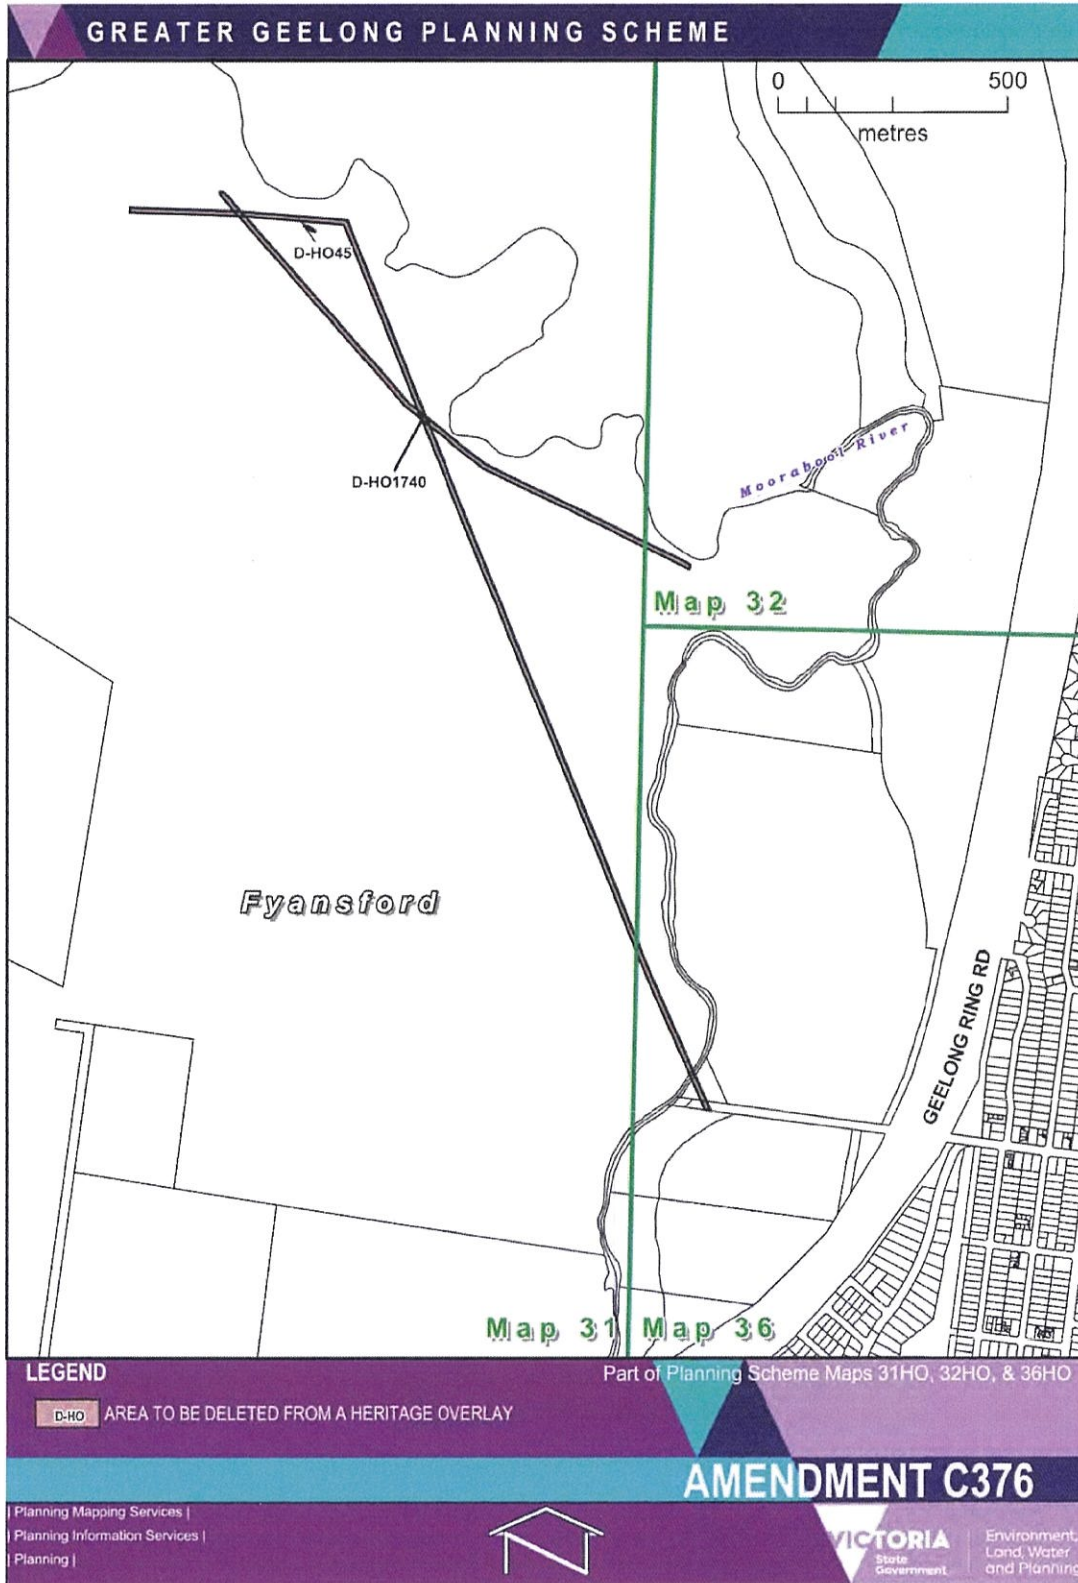 GREATER GEELONG PLANNING SCHEME
0 500
metres
D-HO45
Moorabool River
D-HO1740
Map 32
Fyansford
GEELONG RING RD
Map 31 Map 36
LEGEND
Part of Planning Scheme Maps 31HO, 32HO, & 36HO
D-HO AREA TO BE DELETED FROM A HERITAGE OVERLAY
AMENDMENT C376
| Planning Mapping Services |
| Planning Information Services |
| Planning |
VICTORIA
State
Government
Environment,
Land, Water
and Planning